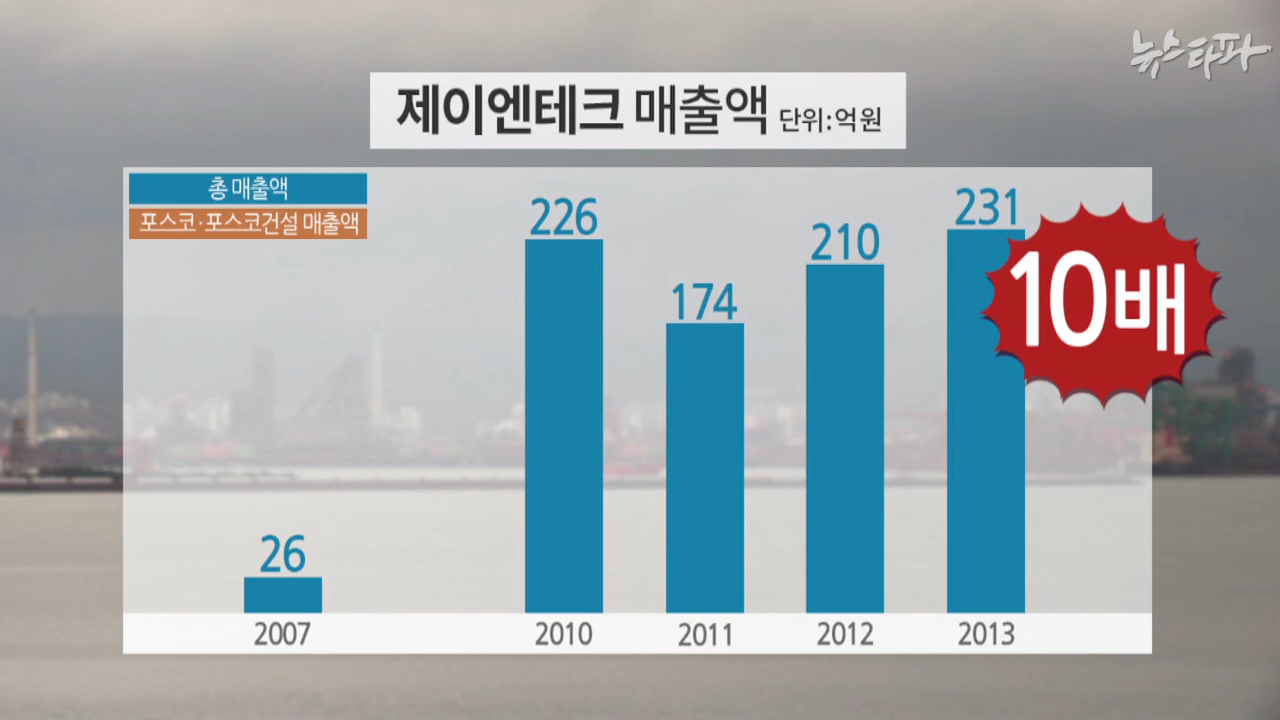 뉴스타파
제이엔테크 매출액 단위:억원
총 매출액
포스코·포스코건설 매출액
26
226
174
210
231
10배
2007 2010 2011 2012 2013